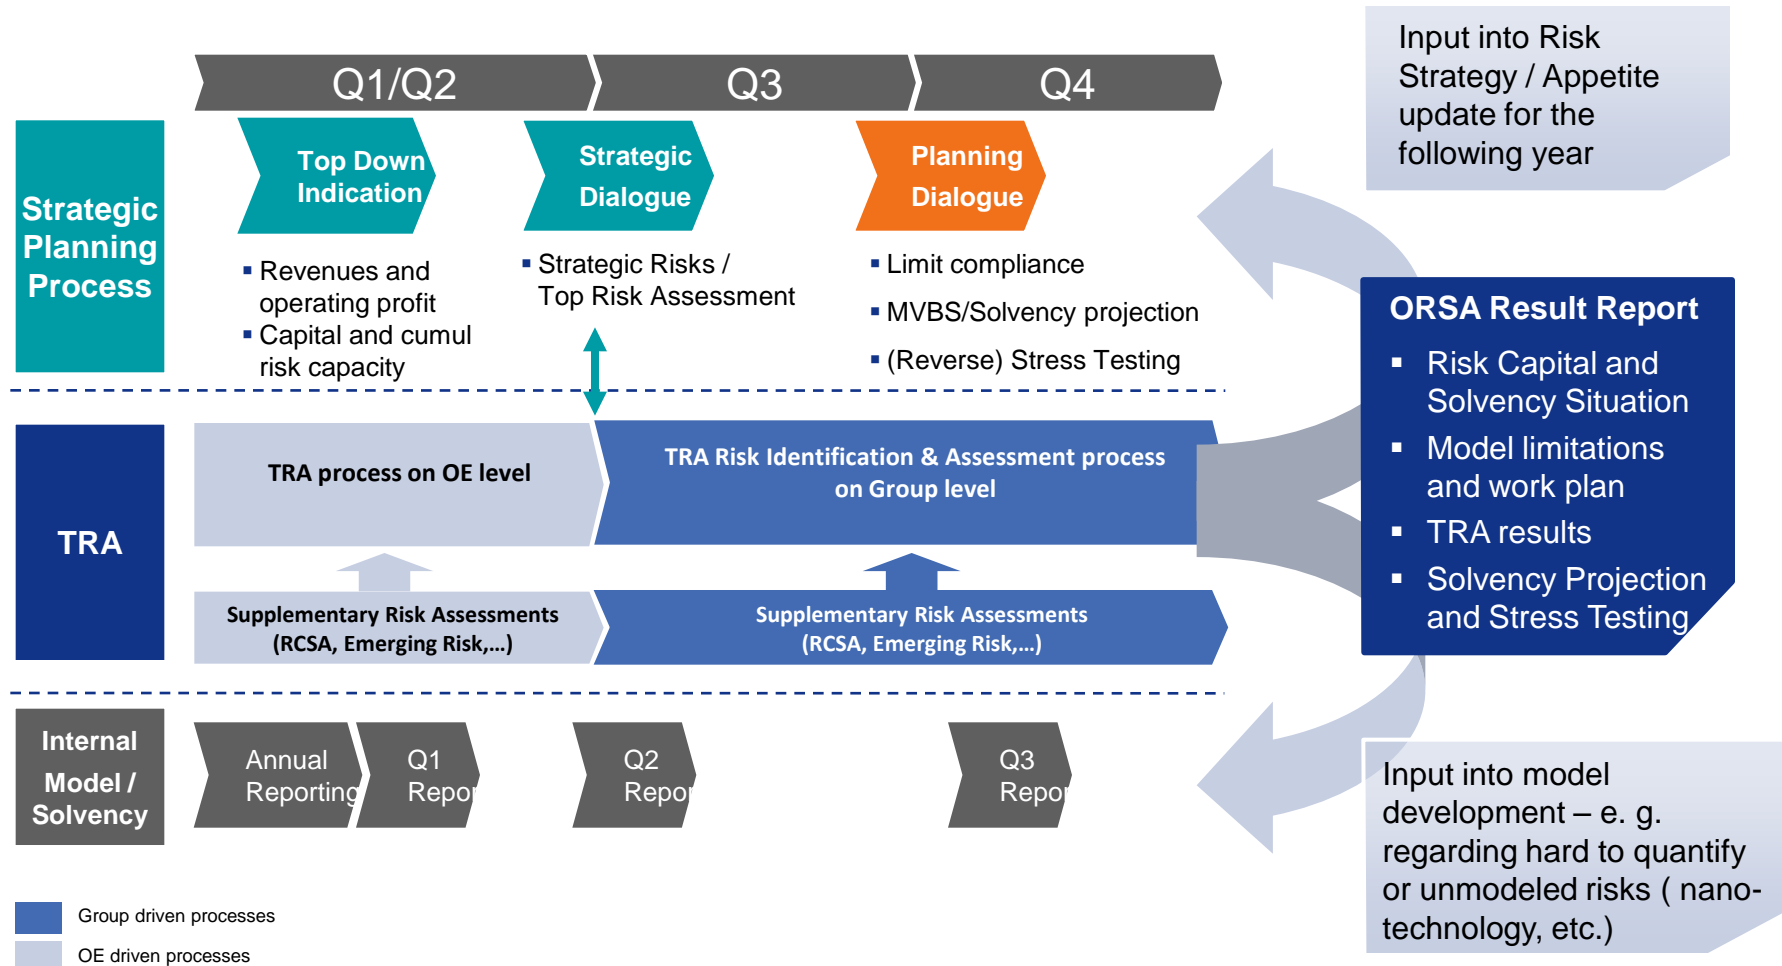 Q1/Q2
Q3
Q4
Input into Risk
Strategy / Appetite
update for the
following year
Strategic
Planning
Process
Top Down
Indication
Strategic
Dialogue
Planning
Dialogue
▪ Revenues and
operating profit
▪ Capital and cumul
risk capacity
▪ Strategic Risks /
Top Risk Assessment
▪ Limit compliance
▪ MVBS/Solvency projection
▪ (Reverse) Stress Testing
ORSA Result Report
▪ Risk Capital and
Solvency Situation
▪ Model limitations
and work plan
▪ TRA results
▪ Solvency Projection
and Stress Testing
TRA
TRA process on OE level
TRA Risk Identification & Assessment process
on Group level
Supplementary Risk Assessments
(RCSA, Emerging Risk,...)
Supplementary Risk Assessments
(RCSA, Emerging Risk,...)
Internal
Model /
Solvency
Annual
Reporting
Q1
Repor
Q2
Repor
Q3
Repor
Input into model
development – e. g.
regarding hard to quantify
or unmodeled risks ( nano-
technology, etc.)
Group driven processes
OE driven processes